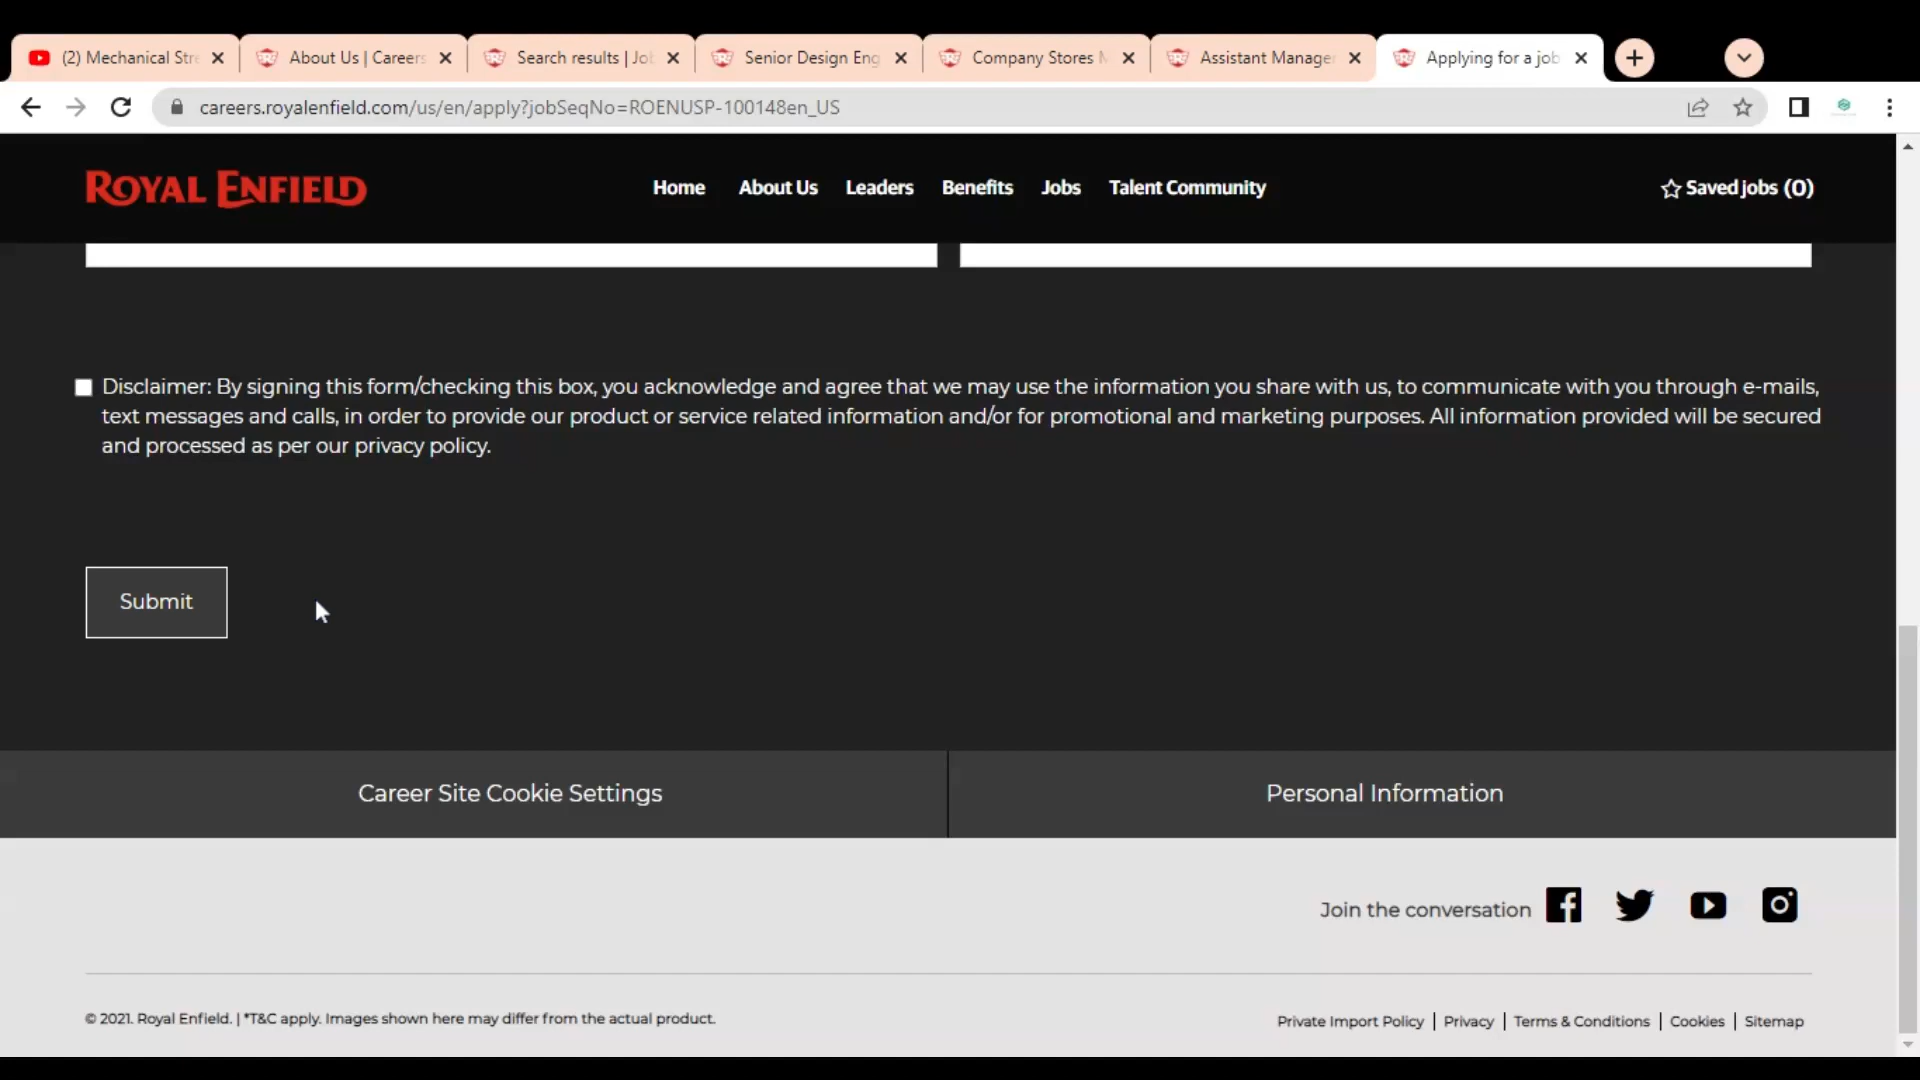 (2) Mechanical Stre
About Us | Careers
Search results | Jo
Senior Design Eng
Company Stores
Assistant Manager
Applying for a job
careers.royalenfield.com/us/en/apply?jobSeqNo=ROENUSP-100148en_US
ROYAL ENFIELD
Home
About Us
Leaders
Benefits
Jobs
Talent Community
Saved jobs (0)
Disclaimer: By signing this form/checking this box, you acknowledge and agree that we may use the information you share with us, to communicate with you through e-mails,
text messages and calls, in order to provide our product or service related information and/or for promotional and marketing purposes. All information provided will be secured
and processed as per our privacy policy.
Submit
Career Site Cookie Settings
Personal Information
Join the conversation
© 2021. Royal Enfield. | *T&C apply. Images shown here may differ from the actual product.
Private Import Policy | Privacy | Terms & Conditions | Cookies | Sitemap